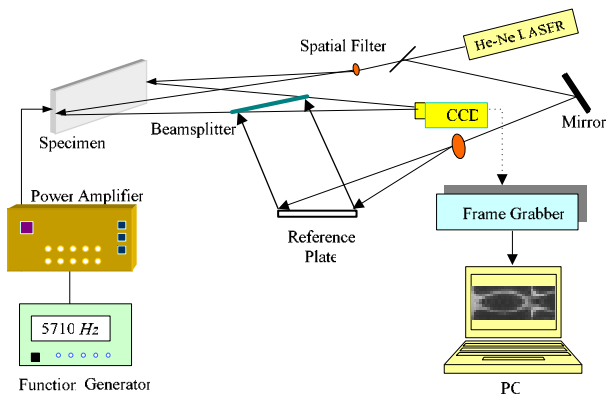 He-Ne LASER
Spatial Filter
CCD
Mirror
Beamsplitter
Specimen
Power Amplifier
Reference
Plate
Frame Grabber
5710 Hz
Function Generator
PC